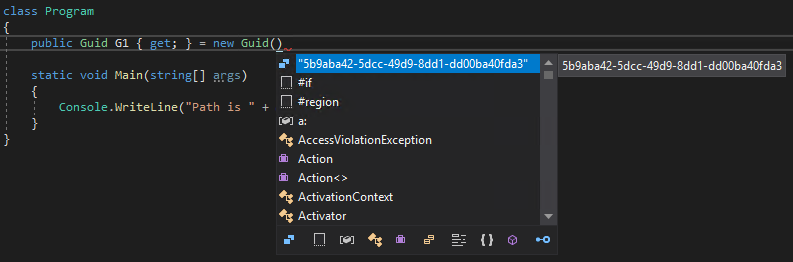 class Program
{
public Guid G1 { get; } = new Guid()
"5b9aba42-5dcc-49d9-8dd1-dd00ba40fda3"
5b9aba42-5dcc-49d9-8dd1-dd00ba40fda3
static void Main(string[] args)
#if
{
#region
Console.WriteLine("Path is " +
a:
}
AccessViolationException
}
Action
Action<>
ActivationContext
Activator